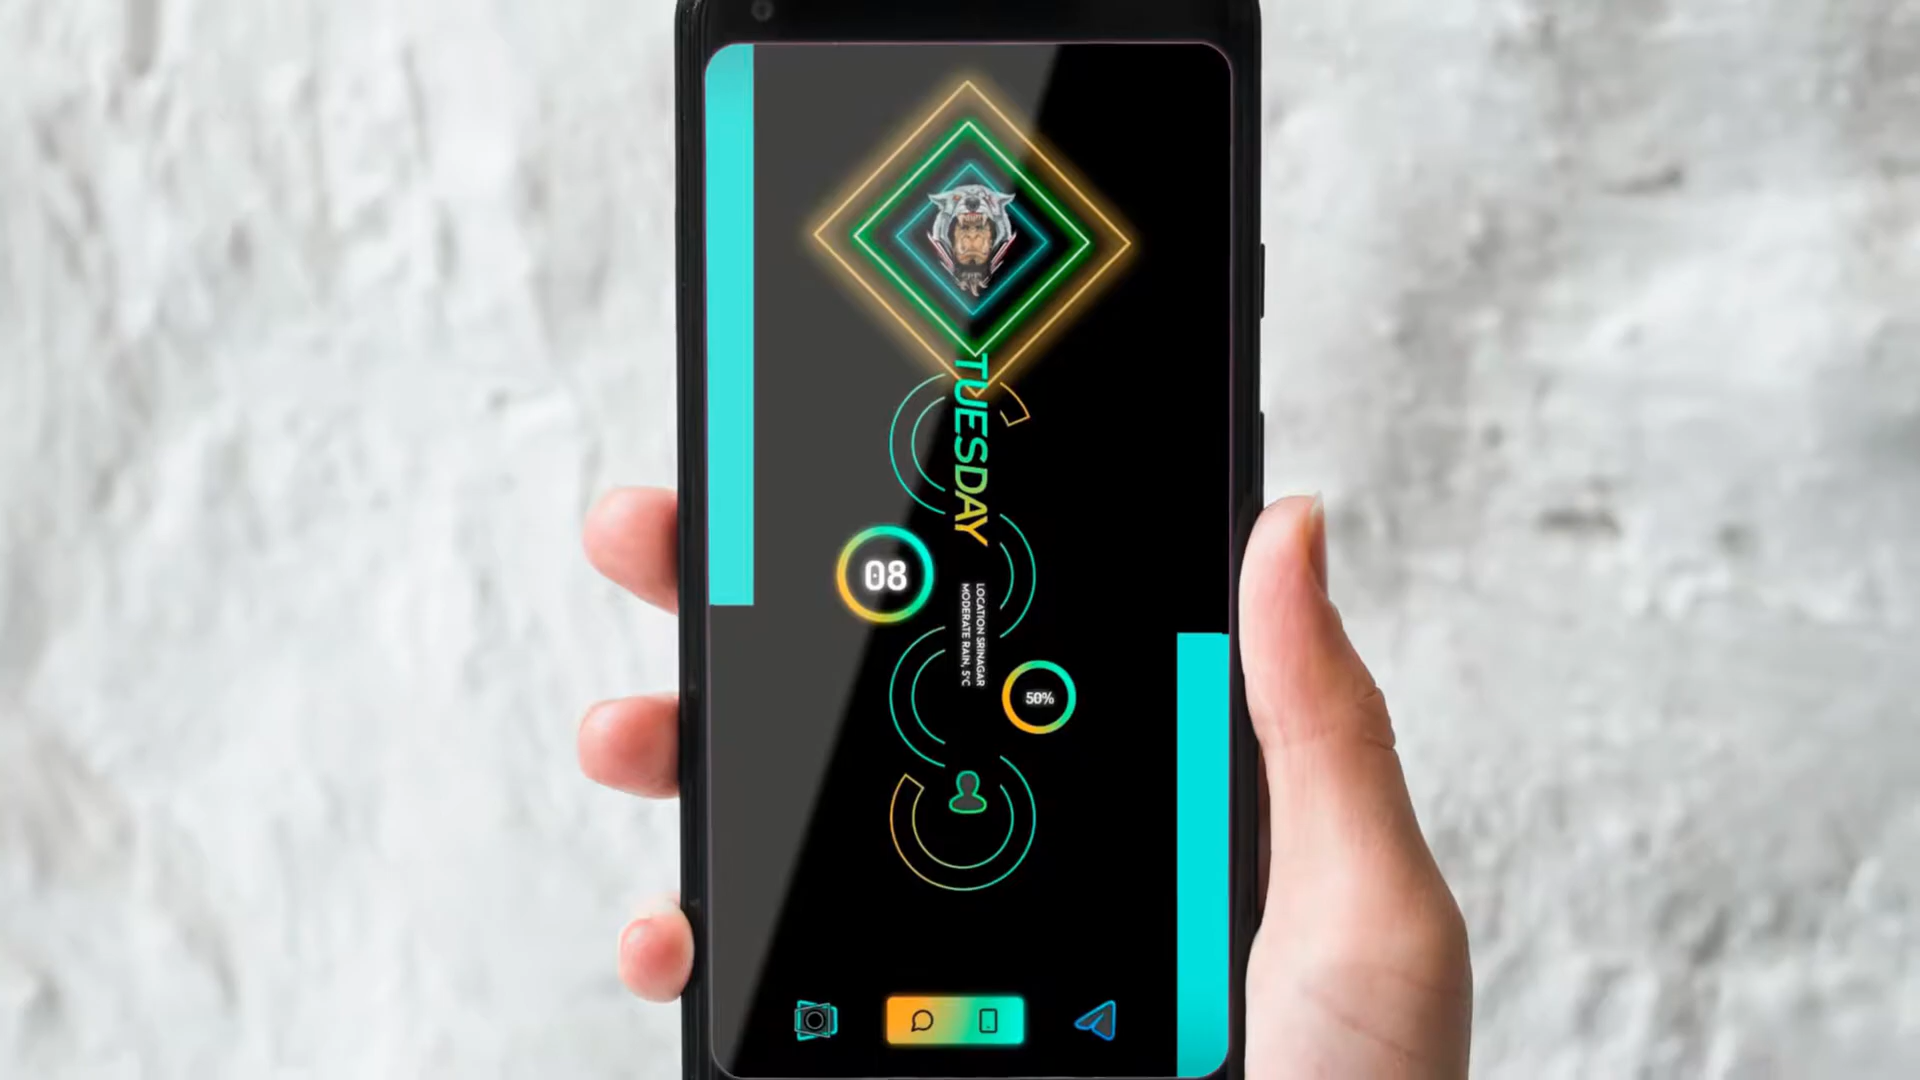 TUESDAY
08
LOCATION SRINAGAR
MODERATE RAIN, 5°C
50%